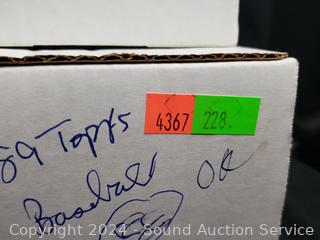 4367 228.
89 Topps
Baseball OK
Copyright 2024 - Sound Auction Service